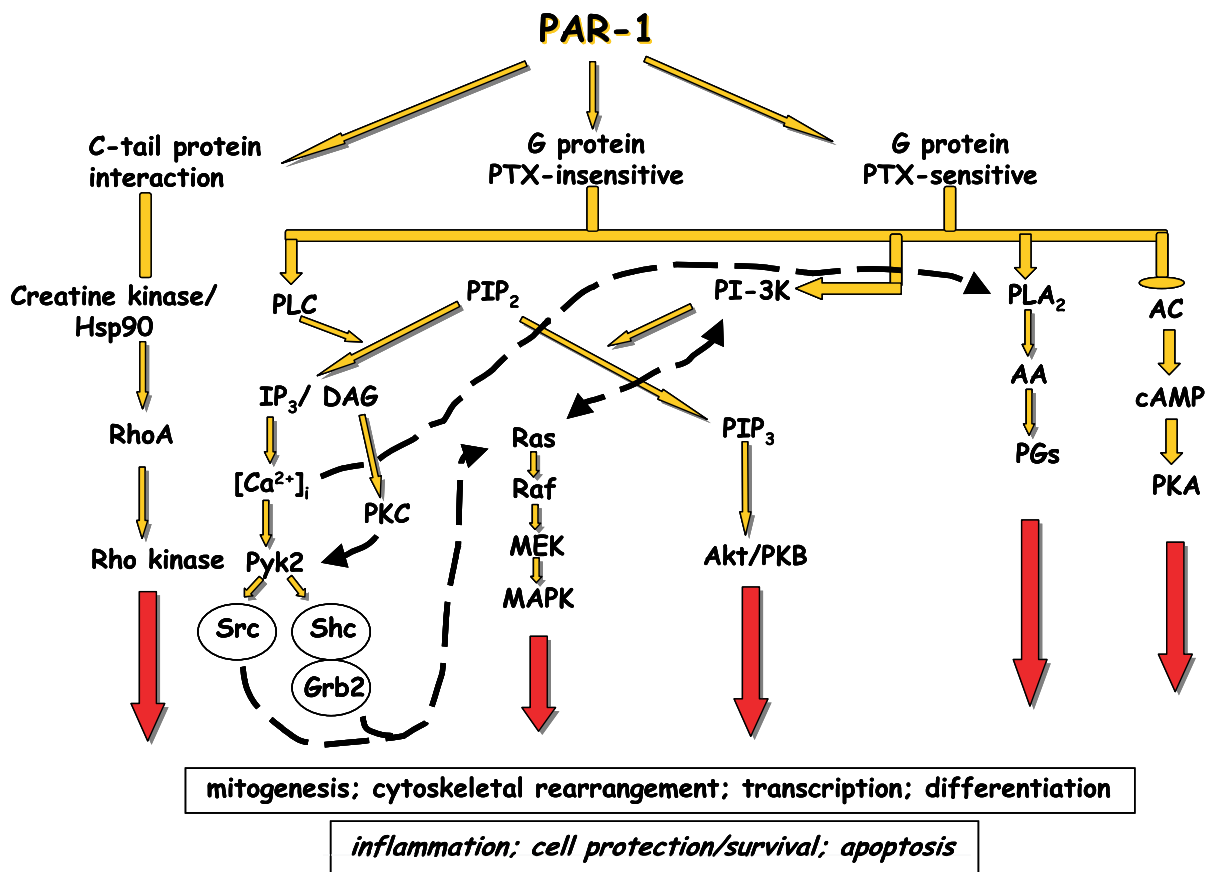 PAR-1
C-tail protein
interaction
G protein
PTX-insensitive
G protein
PTX-sensitive
Creatine kinase/
Hsp90
PLC
PIP₂
PI-3K
PLA₂
AC
IP₃/ DAG
AA
cAMP
RhoA
Ras
PIP₃
PGs
[Ca²⁺]ᵢ
Raf
PKA
PKC
MEK
Rho kinase
Pyk2
Akt/PKB
MAPK
Src
Shc
Grb2
mitogenesis; cytoskeletal rearrangement; transcription; differentiation
inflammation; cell protection/survival; apoptosis